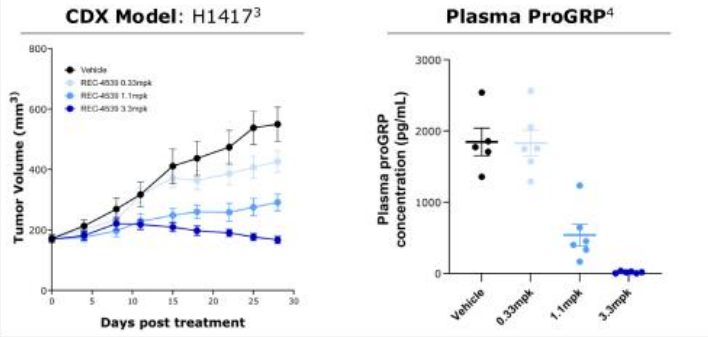 CDX Model: H1417³
Tumor Volume (mm³)
800
600
400
200
0
Vehicle
REC-4539 0.33mpk
REC-4539 1.1mpk
REC-4539 3.3mpk
0 5 10 15 20 25 30
Days post treatment
Plasma ProGRP⁴
Plasma proGRP
concentration (pg/mL)
3000
2000
1000
0
Vehicle
0.33mpk
1.1mpk
3.3mpk